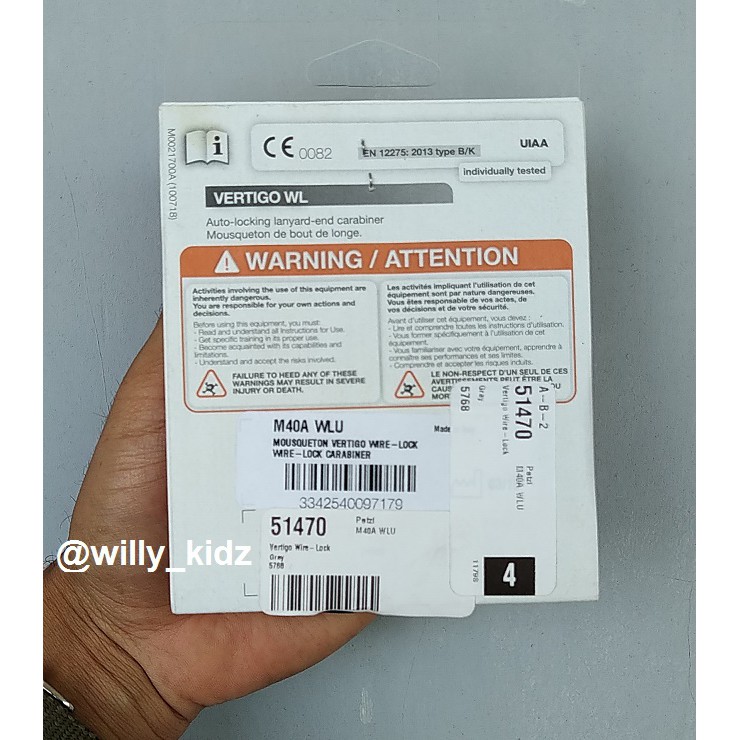 M0021700A (100718)
i
CE 0082
EN 12275: 2013 type B/K
UIAA
individually tested
VERTIGO WL
Auto-locking lanyard-end carabiner
Mousqueton de bout de longe.
WARNING / ATTENTION
Activities involving the use of this equipment are
inherently dangerous.
You are responsible for your own actions and
decisions.
Before using this equipment, you must:
- Read and understand all Instructions for Use.
- Get specific training in its proper use.
- Become acquainted with its capabilities and
limitations.
- Understand and accept the risks involved.
FAILURE TO HEED ANY OF THESE
WARNINGS MAY RESULT IN SEVERE
INJURY OR DEATH.
Les activités impliquant l'utilisation de cet
équipement sont par nature dangereuses.
Vous êtes responsable de vos actes, de
vos décisions et de votre sécurité.
Avant d'utiliser cet équipement, vous devez :
- Lire et comprendre toutes les instructions d'utilisation.
- Vous former spécifiquement à l'utilisation de cet
équipement.
- Vous familiariser avec votre équipement, apprendre à
connaître ses performances et ses limites.
- Comprendre et accepter les risques induits.
LE NON-RESPECT D'UN SEUL DE CES
AVERTISSEMENTS PEUT ÊTRE LA
M40A WLU
Made
MOUSQUETON VERTIGO WIRE-LOCK
WIRE-LOCK CARABINER
3342540097179
51470
Petzl
M40A WLU
Vertigo Wire-Lock
Grey
5768
A-B-2
51470
Petzl
M40A WLU
Vertigo Wire-Lock
Grey
5768
4
11798
@willy_kidz